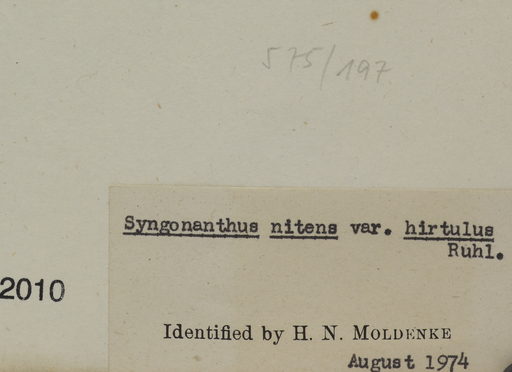 575/197
Syngonanthus nitens var. hirtulus
Ruhl.
2010
Identified by H. N. MOLDENKE
August 1974